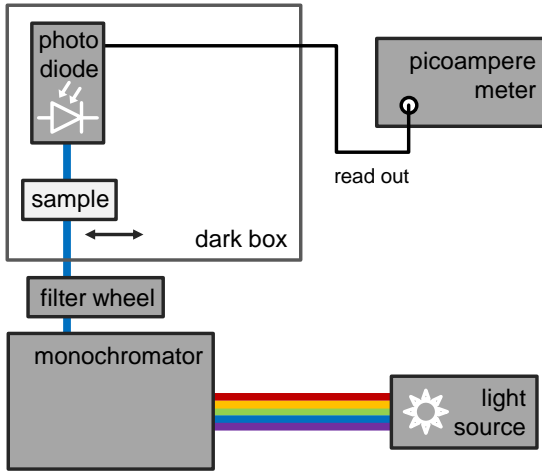 photo
diode
picoampere
meter
read out
sample
dark box
filter wheel
monochromator
light
source